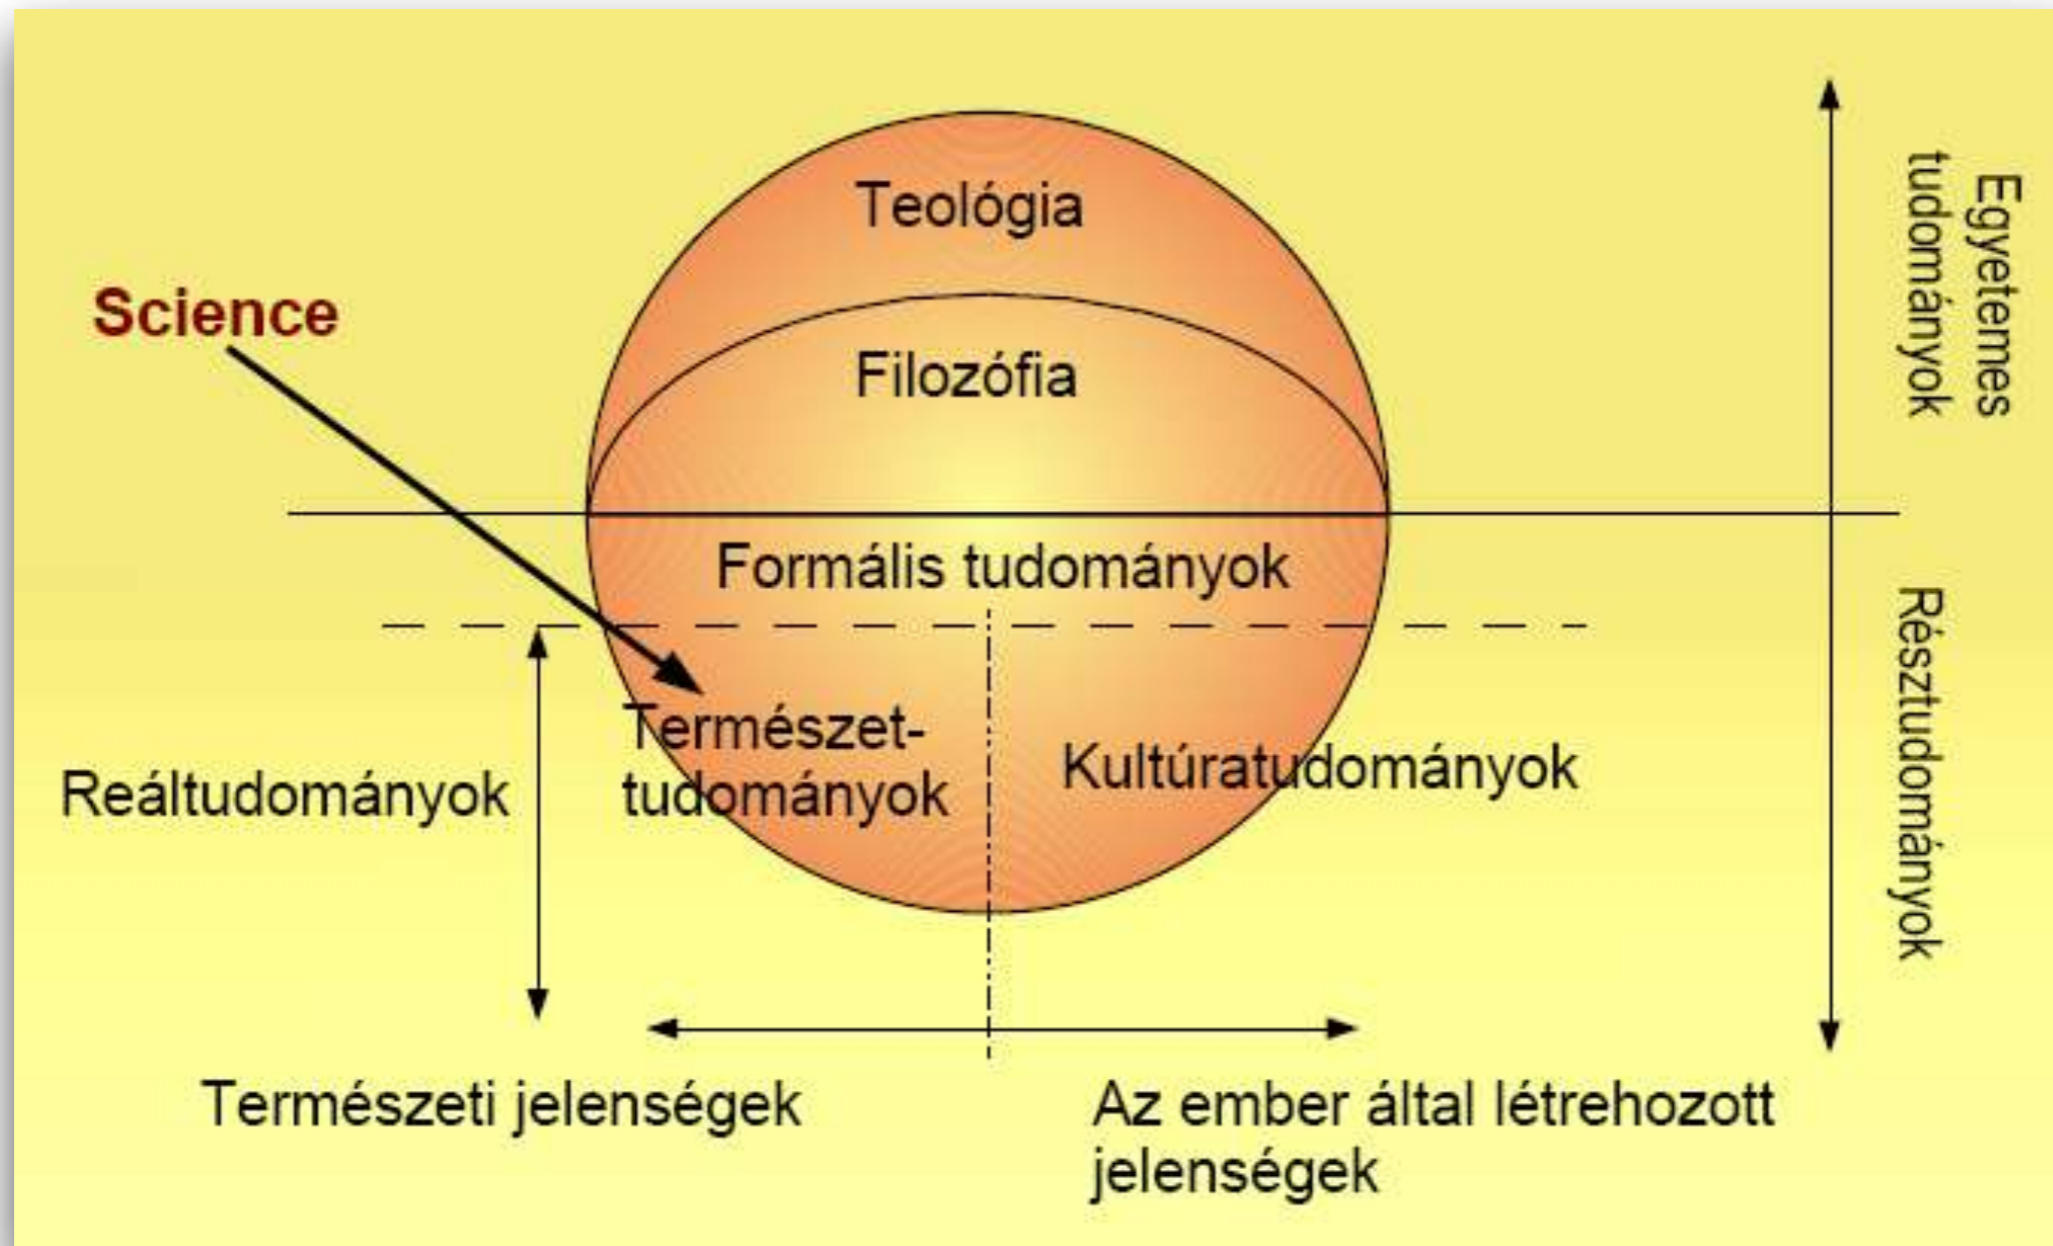 Teológia
Egyetemes
tudományok
Science
Filozófia
Formális tudományok
Természet-
tudományok
Kultúratudományok
Reáltudományok
Résztudományok
Természeti jelenségek
Az ember által létrehozott
jelenségek